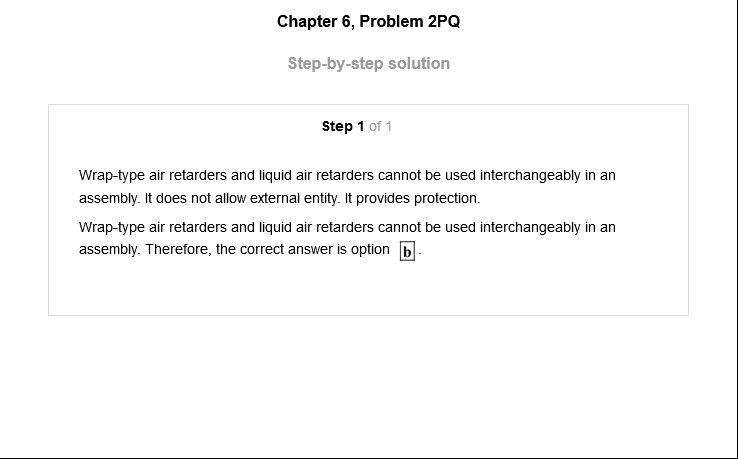 Chapter 6, Problem 2PQ
Step-by-step solution
Step 1 of 1
Wrap-type air retarders and liquid air retarders cannot be used interchangeably in an
assembly. It does not allow external entity. It provides protection.
Wrap-type air retarders and liquid air retarders cannot be used interchangeably in an
assembly. Therefore, the correct answer is option b.